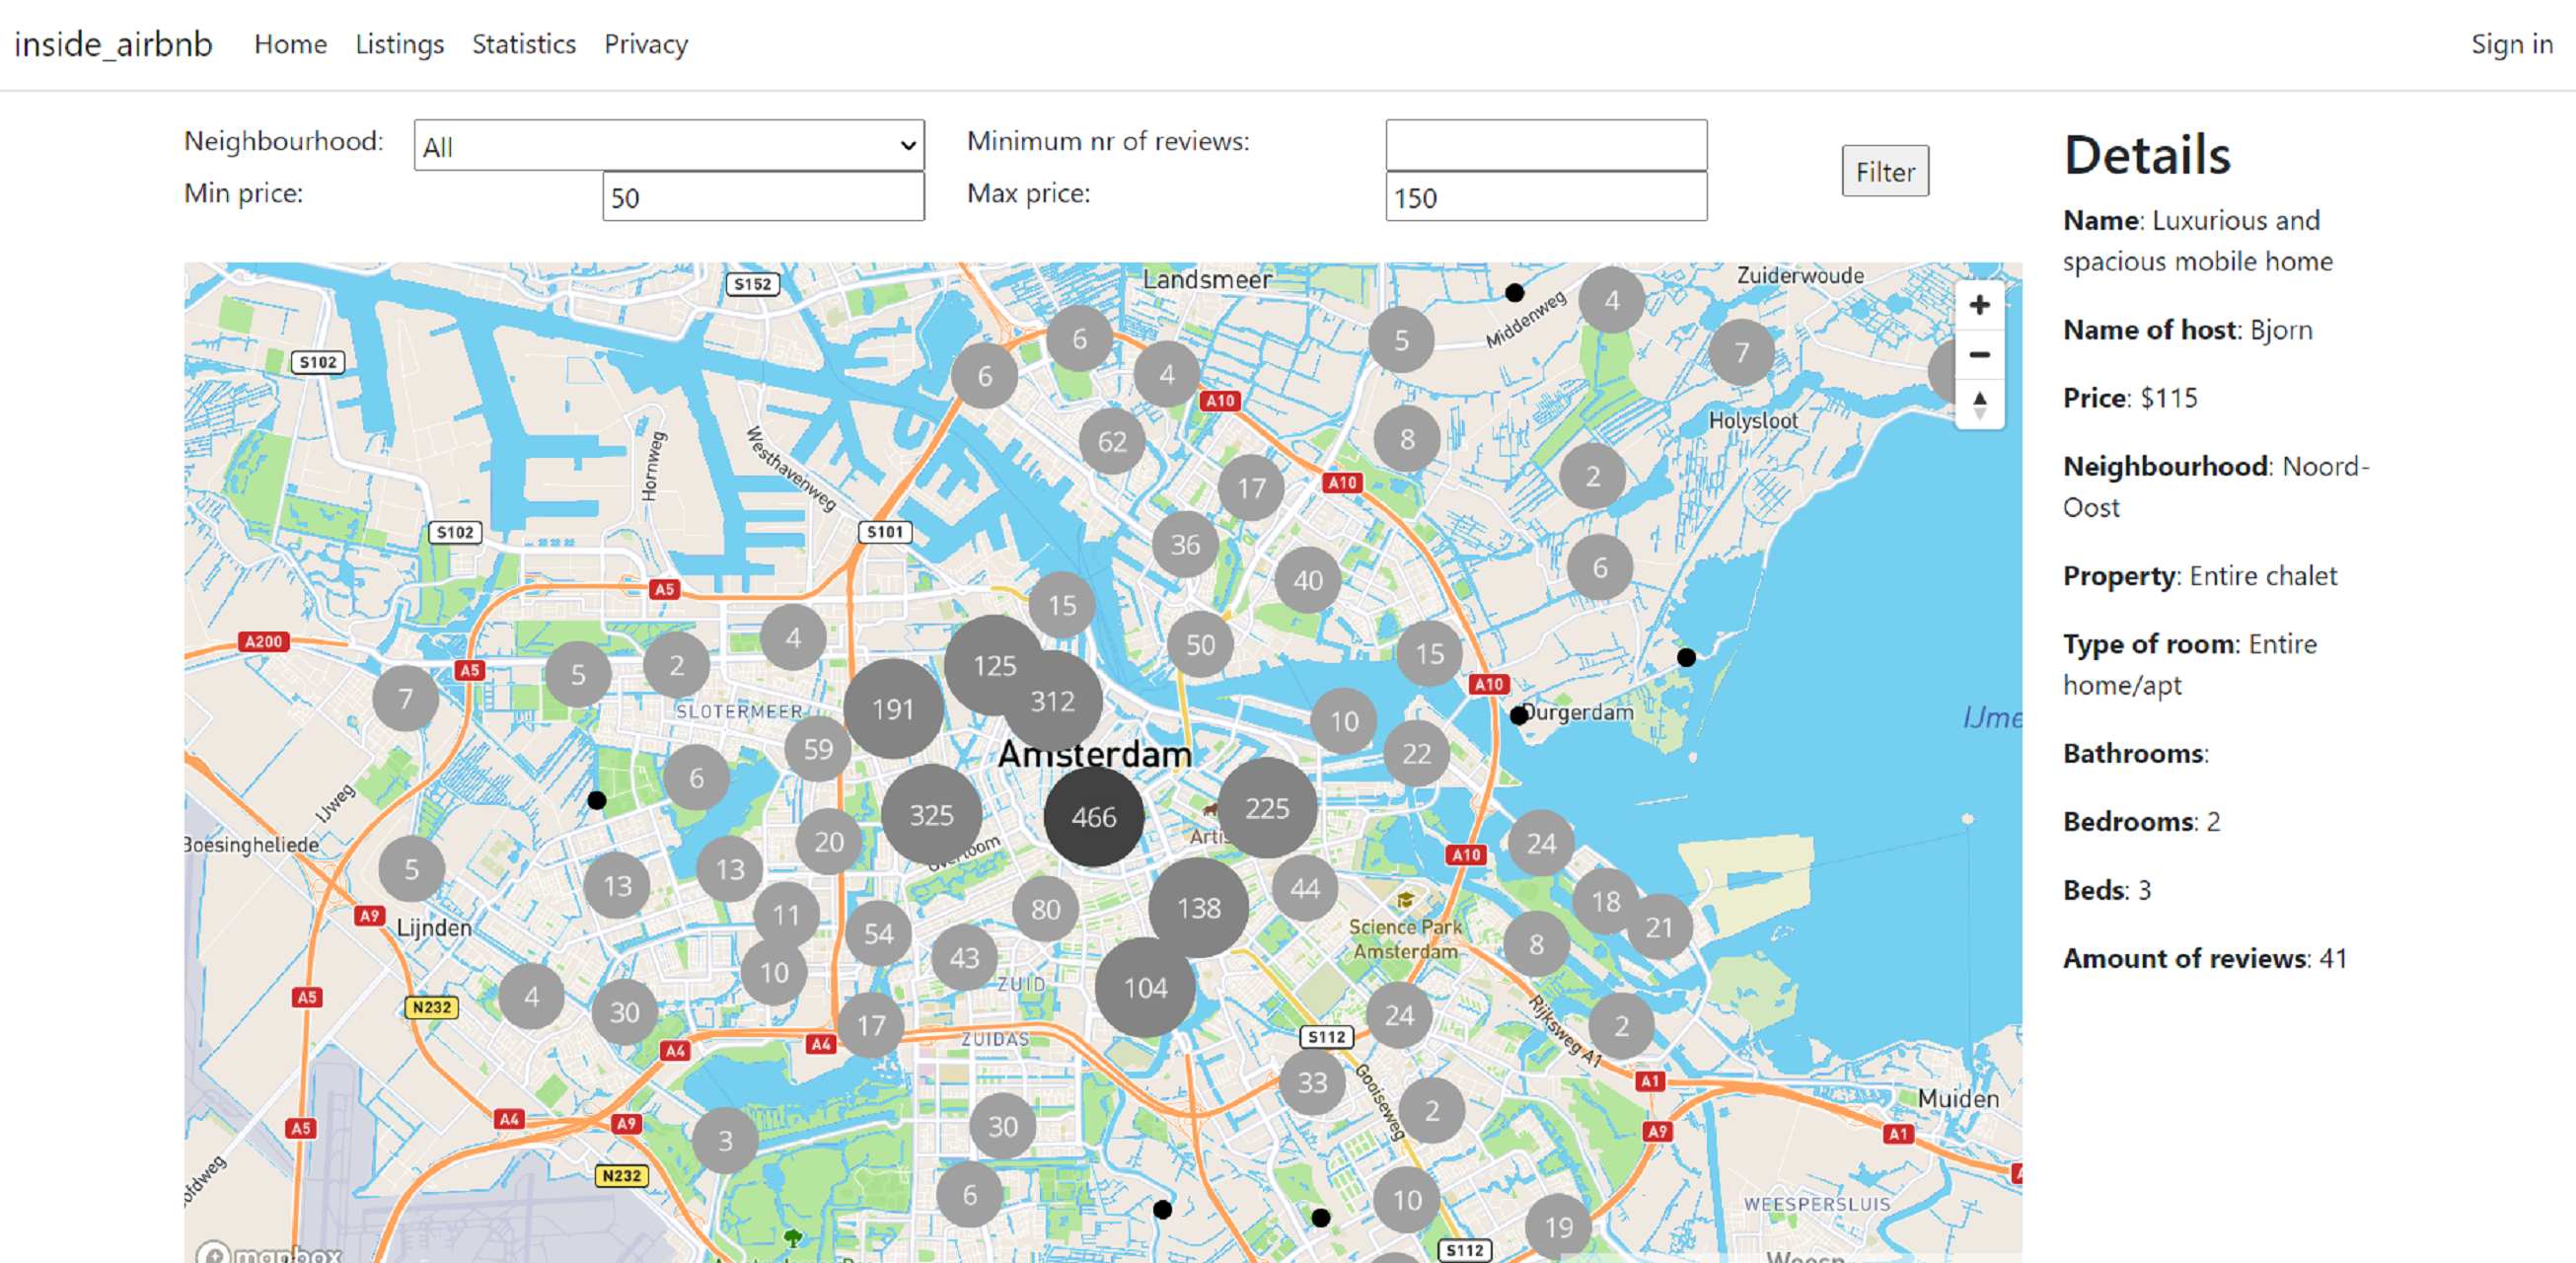 inside_airbnb Home Listings Statistics Privacy Sign in
Neighbourhood: All Minimum nr of reviews:
Min price: 50 Max price: 150
Filter
Details
Name: Luxurious and
spacious mobile home
Name of host: Bjorn
Price: $115
Neighbourhood: Noord-
Oost
Property: Entire chalet
Type of room: Entire
home/apt
Bathrooms:
Bedrooms: 2
Beds: 3
Amount of reviews: 41
Landsmeer
Zuiderwoude
S152
Middenweg
4
6
5
7
S102
6
4
A10
Holysloot
62
8
Hornweg
Westhavenweg
17
A10
2
S102
S101
36
40
6
A5
15
A200
4
50
15
A5
5
2
125
A10
7
312
191
SLOTERMEER
10
Durgerdam
IJme
59
22
Amsterdam
6
IJweg
325
466
225
Boesingheliede
20
Artis
24
A10
5
13
13
44
Overtoom
A9
11
80
138
18
21
Lijnden
54
Science Park
Amsterdam
8
43
10
4
30
ZUID
104
A5
N232
17
24
2
Rijksweg A1
A4
A4
ZUIDAS
S112
33
Gooiseweg
A1
Muiden
2
A5
A4
A9
3
30
A9
A1
N232
6
10
WEESPERSLUIS
19
S112
mapbox
Weesp